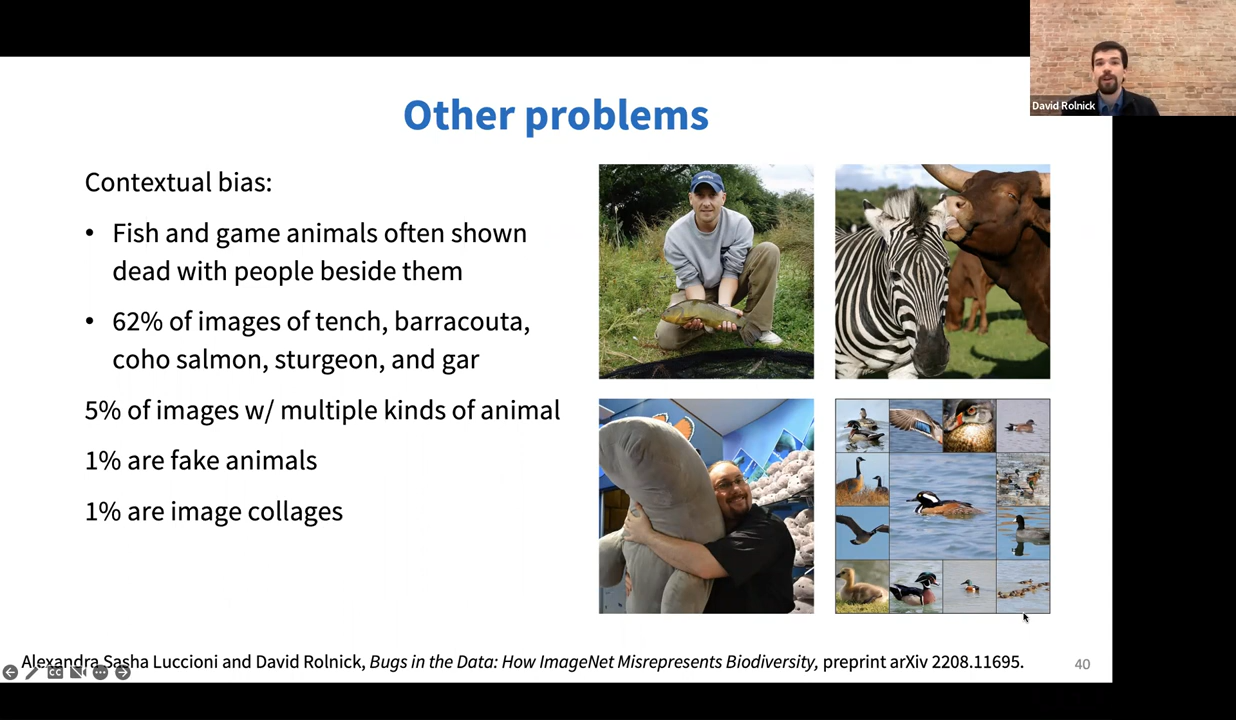 Other problems
David Rolnick
Contextual bias:
• Fish and game animals often shown
dead with people beside them
• 62% of images of tench, barracouta,
coho salmon, sturgeon, and gar
5% of images w/ multiple kinds of animal
1% are fake animals
1% are image collages
Alexandra Sasha Luccioni and David Rolnick, Bugs in the Data: How ImageNet Misrepresents Biodiversity, preprint arXiv 2208.11695.
40
CC